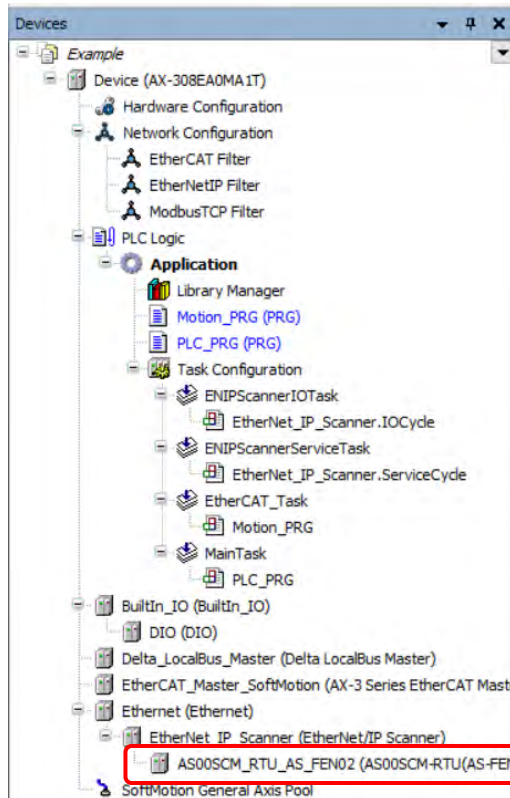 Devices
Example
Device (AX-308EA0MA1T)
Hardware Configuration
Network Configuration
EtherCAT Filter
EtherNetIP Filter
ModbusTCP Filter
PLC Logic
Application
Library Manager
Motion_PRG (PRG)
PLC_PRG (PRG)
Task Configuration
ENIPScannerIOTask
EtherNet_IP_Scanner.IOCycle
ENIPScannerServiceTask
EtherNet_IP_Scanner.ServiceCycle
EtherCAT_Task
Motion_PRG
MainTask
PLC_PRG
BuiltIn_IO (BuiltIn_IO)
DIO (DIO)
Delta_LocalBus_Master (Delta LocalBus Master)
EtherCAT_Master_SoftMotion (AX-3 Series EtherCAT Mast
Ethernet (Ethernet)
EtherNet_IP_Scanner (EtherNet/IP Scanner)
AS00SCM_RTU_AS_FEN02 (AS00SCM-RTU(AS-FEN
SoftMotion General Axis Pool